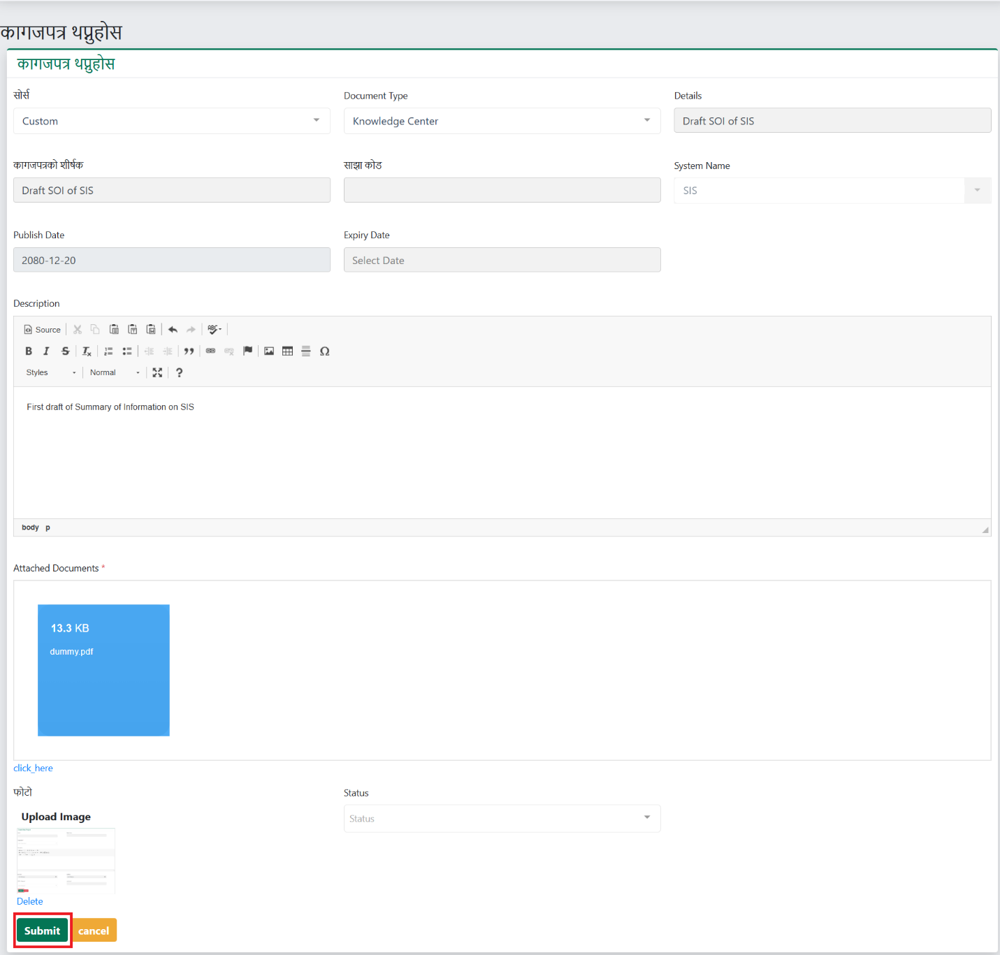 कागजपत्र थप्नुहोस
कागजपत्र थप्नुहोस
सोर्स
Document Type
Details
Custom
Knowledge Center
Draft SOI of SIS
कागजपत्रको शीर्षक
साझा कोड
System Name
Draft SOI of SIS
SIS
Publish Date
Expiry Date
2080-12-20
Select Date
Description
Source
ABC
B I S Tx
Styles
Normal
?
First draft of Summary of Information on SIS
body p
Attached Documents *
13.3 KB
dummy.pdf
click_here
फोटो
Status
Upload Image
Status
Delete
Submit
cancel